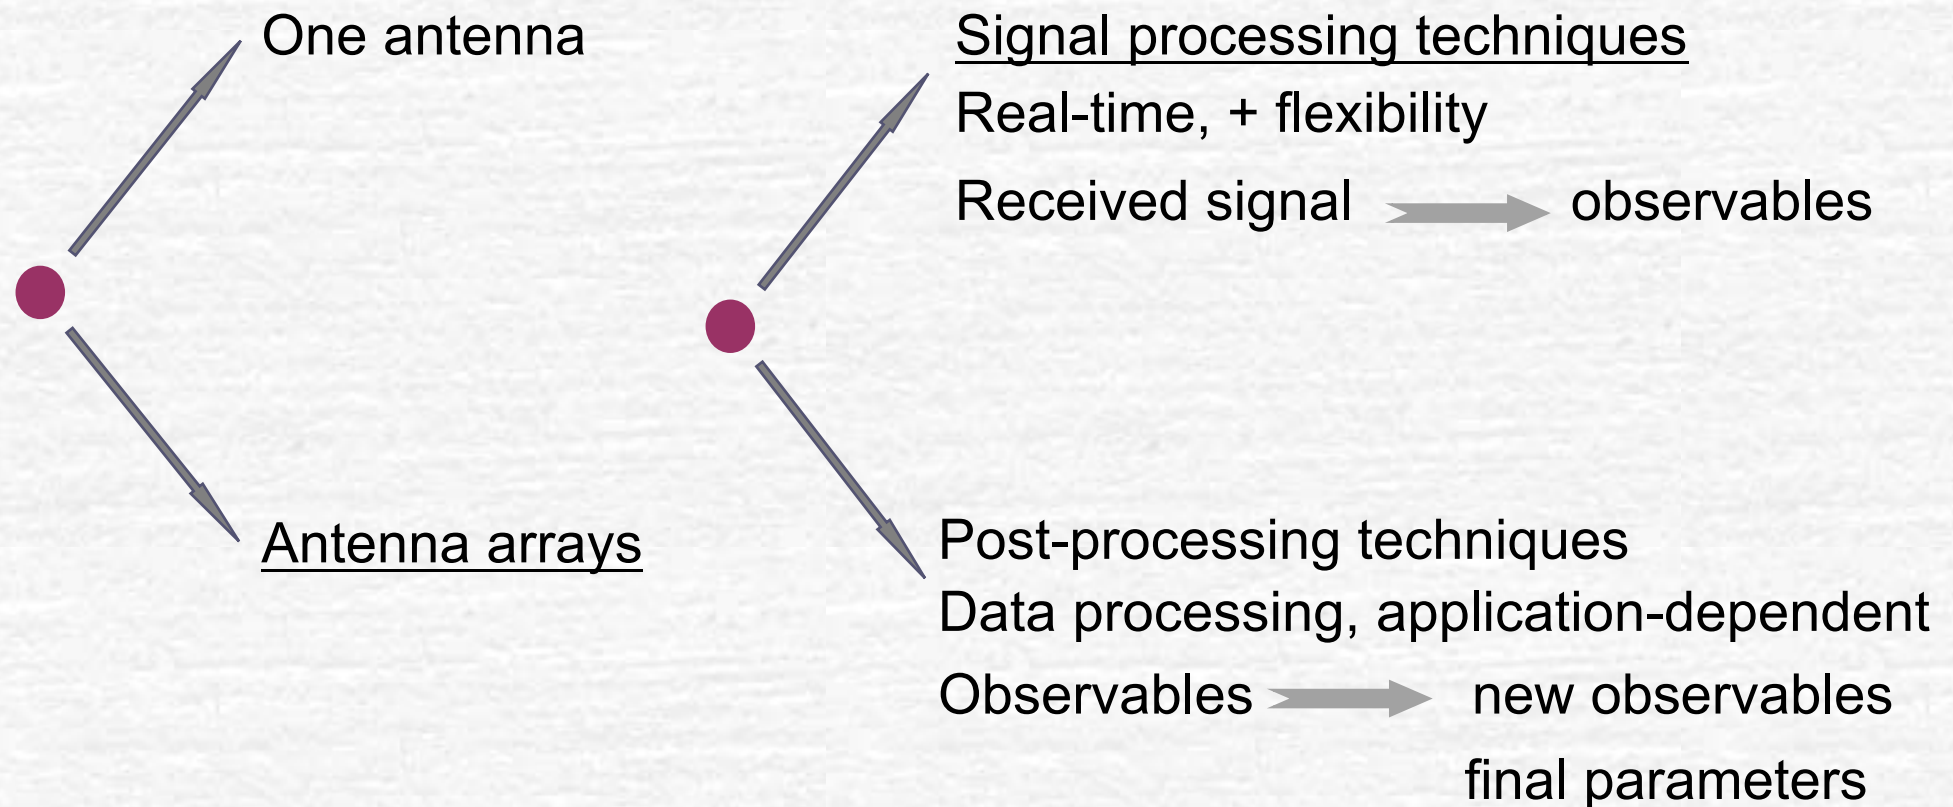 One antenna
Antenna arrays
Signal processing techniques
Real-time, + flexibility
Received signal observables
Post-processing techniques
Data processing, application-dependent
Observables new observables
final parameters